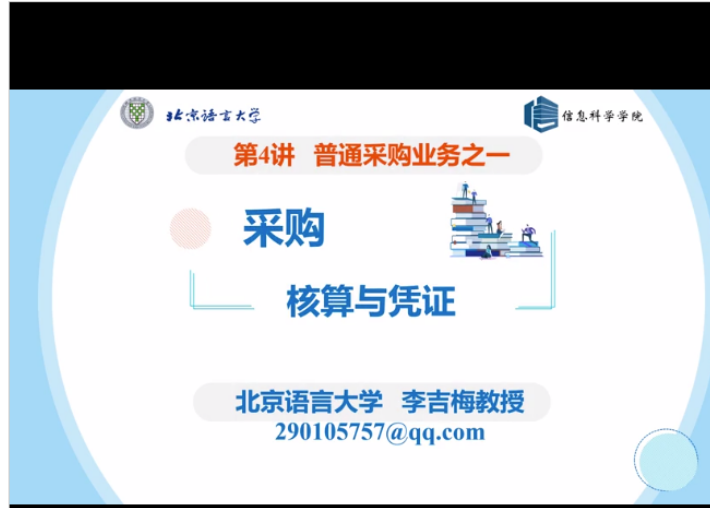 北京语言大学
信息科学学院
第4讲 普通采购业务之一
采购
核算与凭证
北京语言大学 李吉梅教授
290105757@qq.com